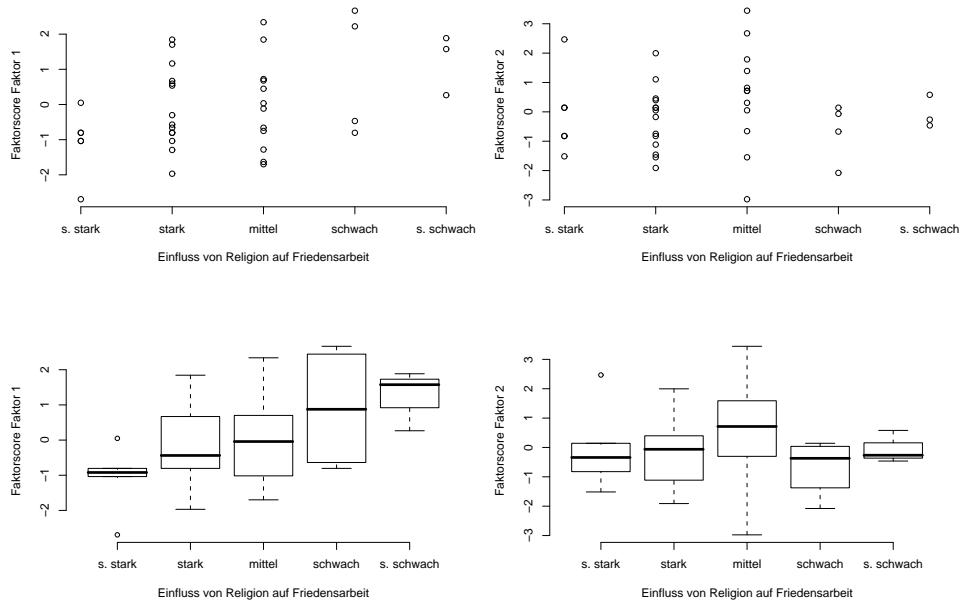 Faktorscore Faktor 1
2
1
0
−1
−2
s. stark stark mittel schwach s. schwach
Einfluss von Religion auf Friedensarbeit
Faktorscore Faktor 2
3
2
1
0
−1
−2
−3
s. stark stark mittel schwach s. schwach
Einfluss von Religion auf Friedensarbeit
Faktorscore Faktor 1
2
1
0
−1
−2
s. stark stark mittel schwach s. schwach
Einfluss von Religion auf Friedensarbeit
Faktorscore Faktor 2
3
2
1
0
−1
−2
−3
s. stark stark mittel schwach s. schwach
Einfluss von Religion auf Friedensarbeit